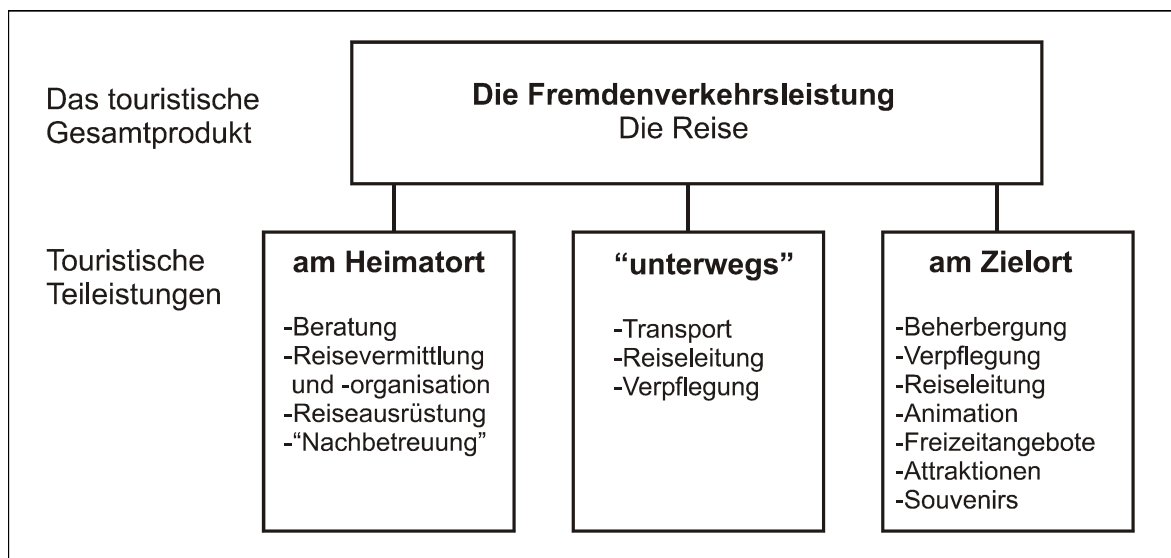 Das touristische
Gesamtprodukt
Die Fremdenverkehrsleistung
Die Reise
Touristische
Teileistungen
am Heimatort
-Beratung
-Reisevermittlung
und -organisation
-Reiseausrüstung
-“Nachbetreuung”
“unterwegs”
-Transport
-Reiseleitung
-Verpflegung
am Zielort
-Beherbergung
-Verpflegung
-Reiseleitung
-Animation
-Freizeitangebote
-Attraktionen
-Souvenirs